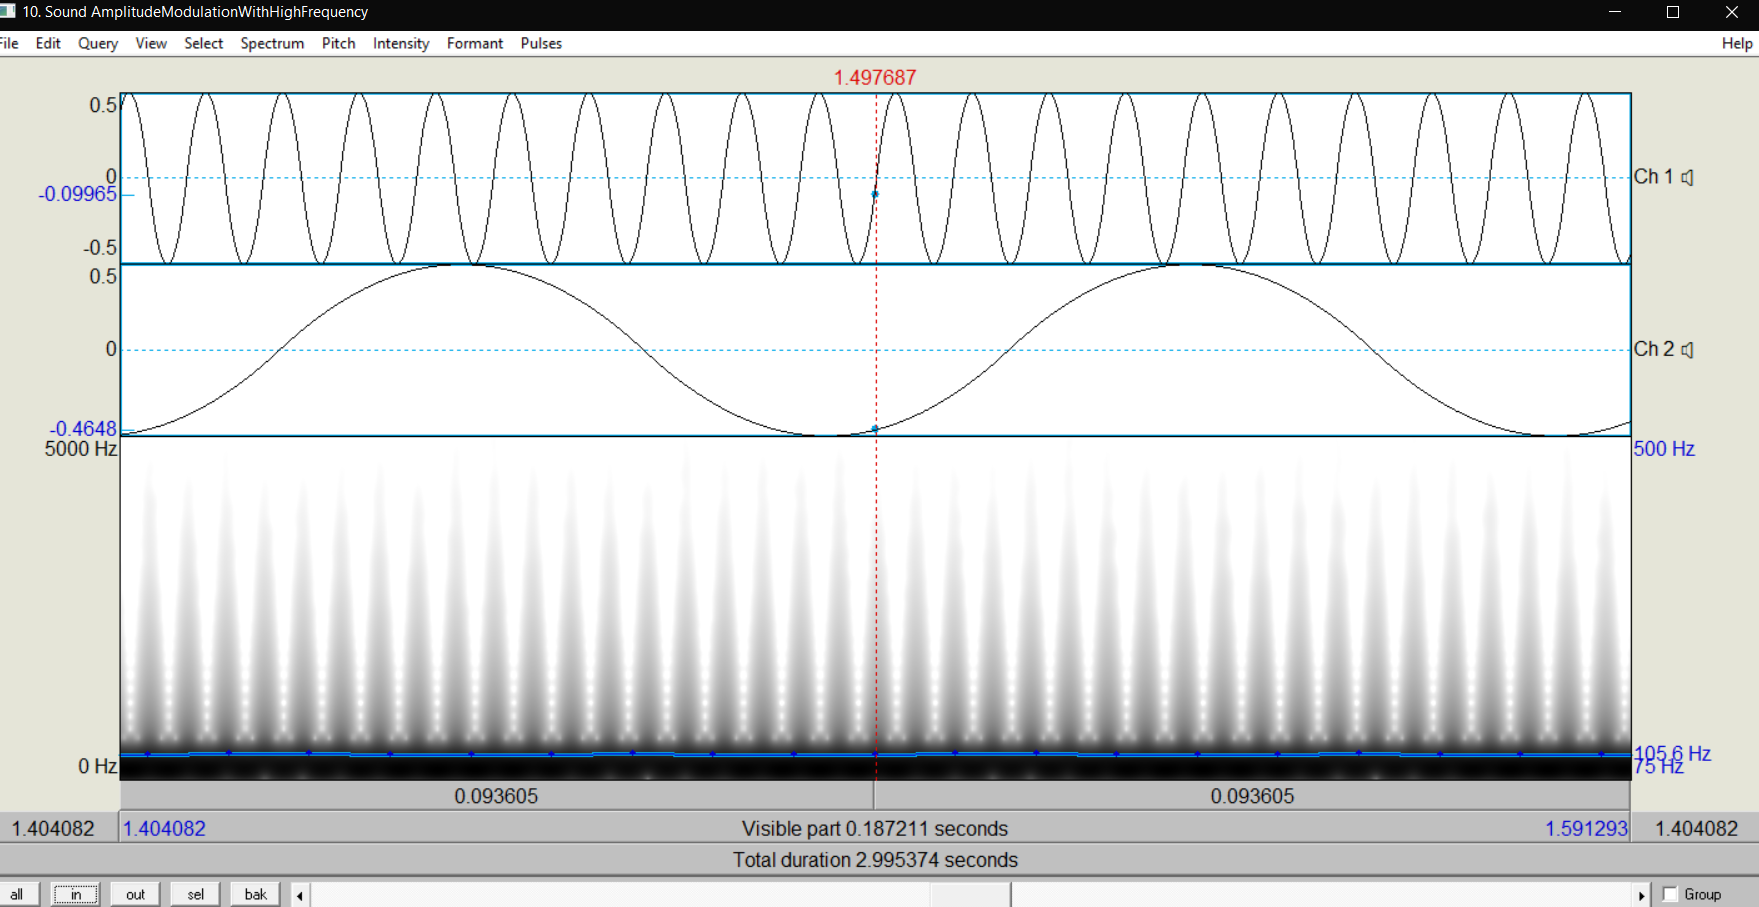 10. Sound AmplitudeModulationWithHighFrequency
File Edit Query View Select Spectrum Pitch Intensity Formant Pulses Help
1.497687
0.5
0
-0.09965
-0.5
Ch 1
0.5
0
-0.4648
Ch 2
5000 Hz
500 Hz
0 Hz
105.6 Hz
75 Hz
0.093605 0.093605
1.404082 1.404082 Visible part 0.187211 seconds 1.591293 1.404082
Total duration 2.995374 seconds
all in out sel bak Group